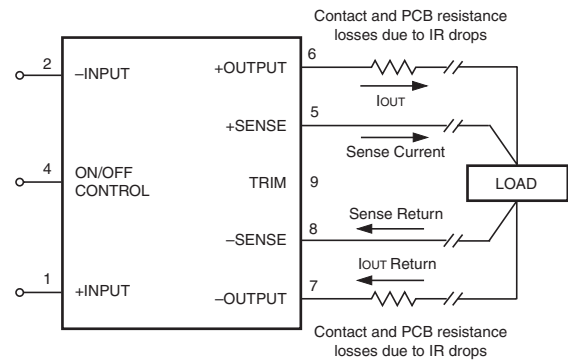 Contact and PCB resistance
losses due to IR drops
6
2
–INPUT
+OUTPUT
IOUT
5
+SENSE
Sense Current
4
ON/OFF
CONTROL
TRIM
9
LOAD
Sense Return
8
–SENSE
IOUT Return
1
+INPUT
–OUTPUT
7
Contact and PCB resistance
losses due to IR drops